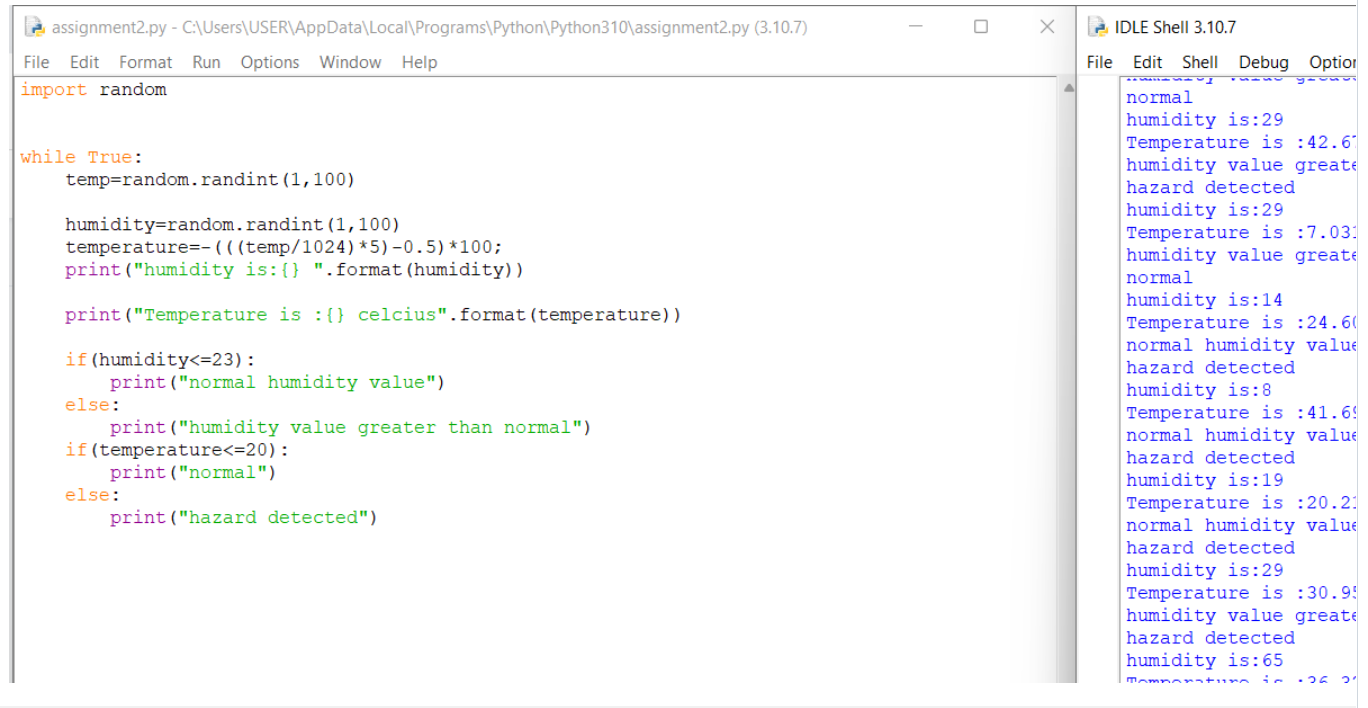 assignment2.py - C:\Users\USER\AppData\Local\Programs\Python\Python310\assignment2.py (3.10.7)
File Edit Format Run Options Window Help
import random
while True:
    temp=random.randint(1,100)
    humidity=random.randint(1,100)
    temperature=-(((temp/1024)*5)-0.5)*100;
    print("humidity is:{} ".format(humidity))
    print("Temperature is :{} celcius".format(temperature))
    if(humidity<=23):
        print("normal humidity value")
    else:
        print("humidity value greater than normal")
    if(temperature<=20):
        print("normal")
    else:
        print("hazard detected")
IDLE Shell 3.10.7
File Edit Shell Debug Option
humidity value greate
normal
humidity is:29
Temperature is :42.67
humidity value greate
hazard detected
humidity is:29
Temperature is :7.031
humidity value greate
normal
humidity is:14
Temperature is :24.60
normal humidity value
hazard detected
humidity is:8
Temperature is :41.69
normal humidity value
hazard detected
humidity is:19
Temperature is :20.21
normal humidity value
hazard detected
humidity is:29
Temperature is :30.95
humidity value greate
hazard detected
humidity is:65
Temperature is :36.3